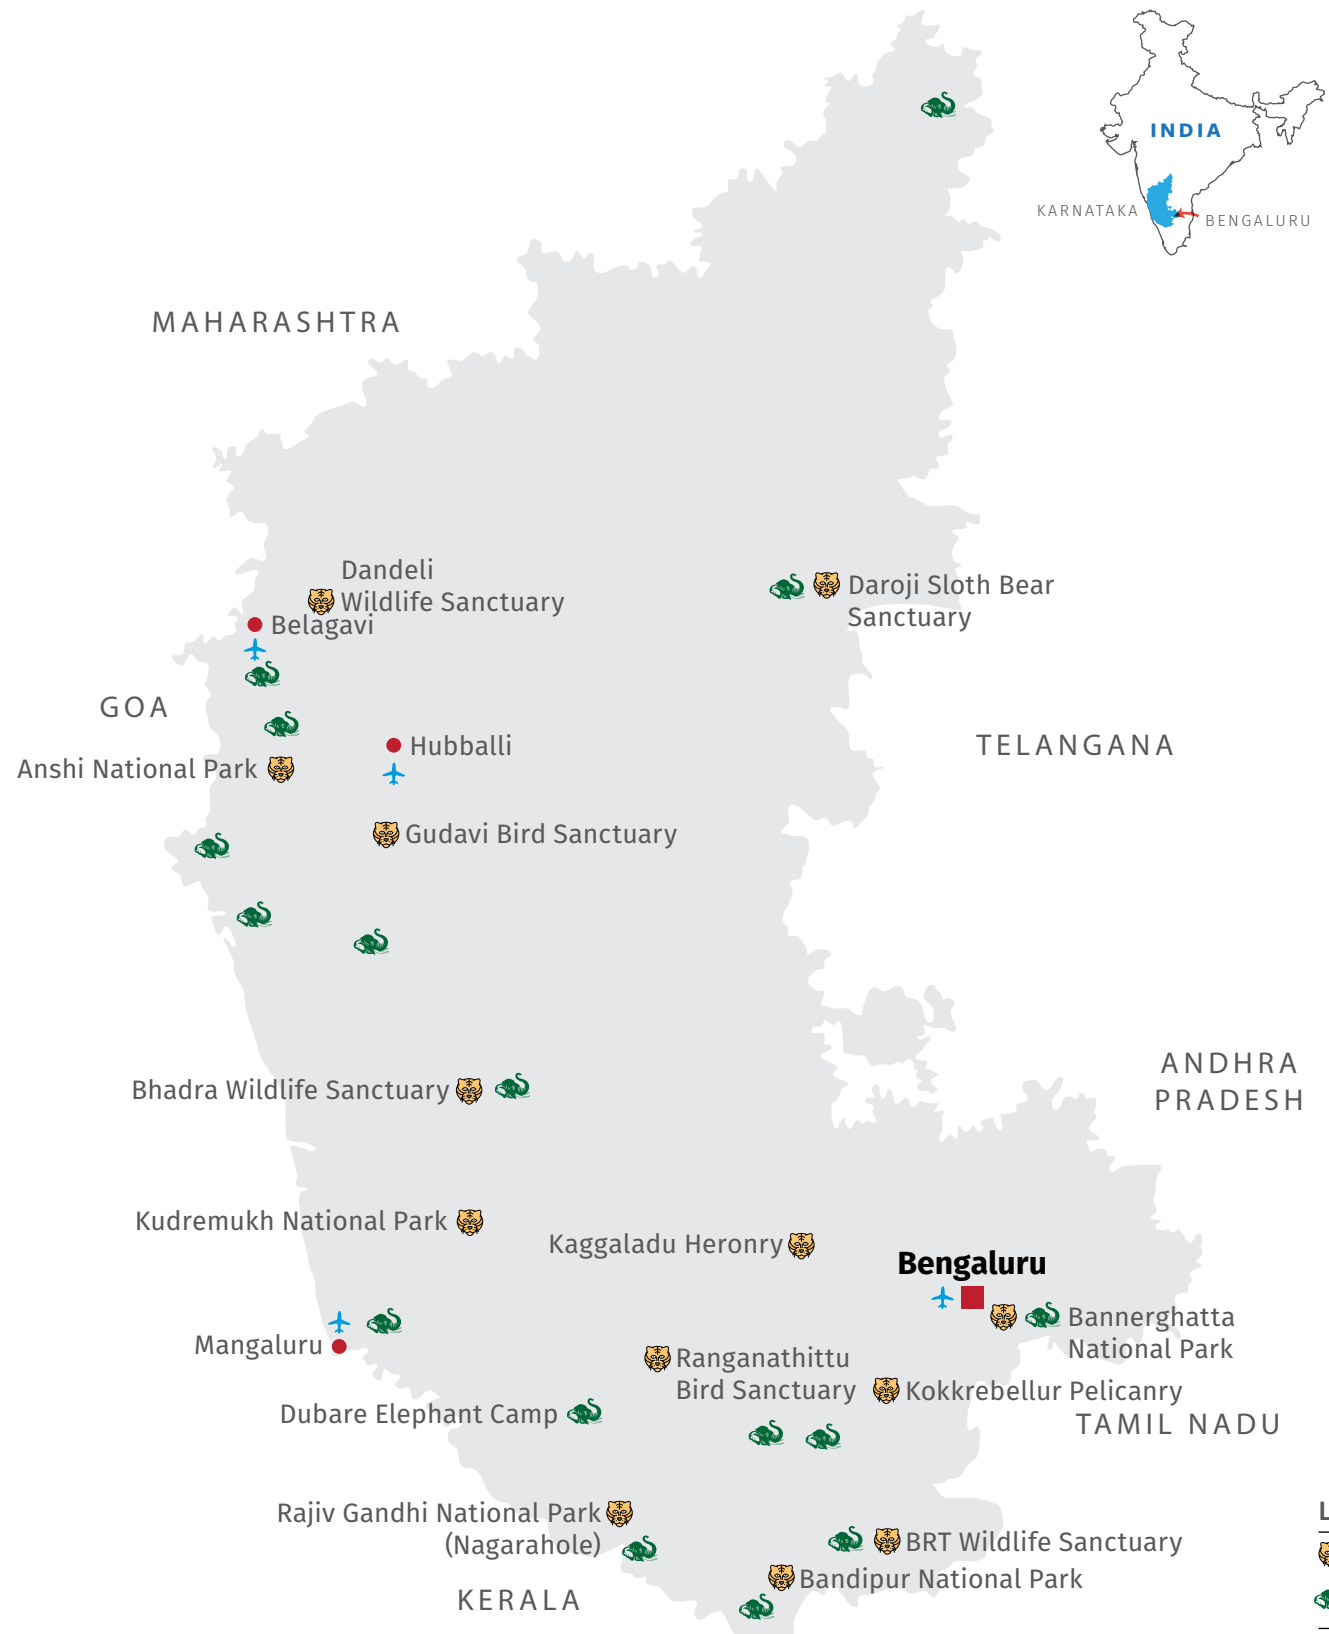 INDIA
KARNATAKA
BENGALURU
MAHARASHTRA
Dandeli
Wildlife Sanctuary
Belagavi
Daroji Sloth Bear
Sanctuary
GOA
Hubballi
TELANGANA
Anshi National Park
Gudavi Bird Sanctuary
ANDHRA
PRADESH
Bhadra Wildlife Sanctuary
Kudremukh National Park
Kaggaladu Heronry
Bengaluru
Bannerghatta
National Park
Mangaluru
Ranganathittu
Bird Sanctuary
Kokkrebellur Pelicanry
Dubare Elephant Camp
TAMIL NADU
Rajiv Gandhi National Park
(Nagarahole)
L
BRT Wildlife Sanctuary
Bandipur National Park
KERALA